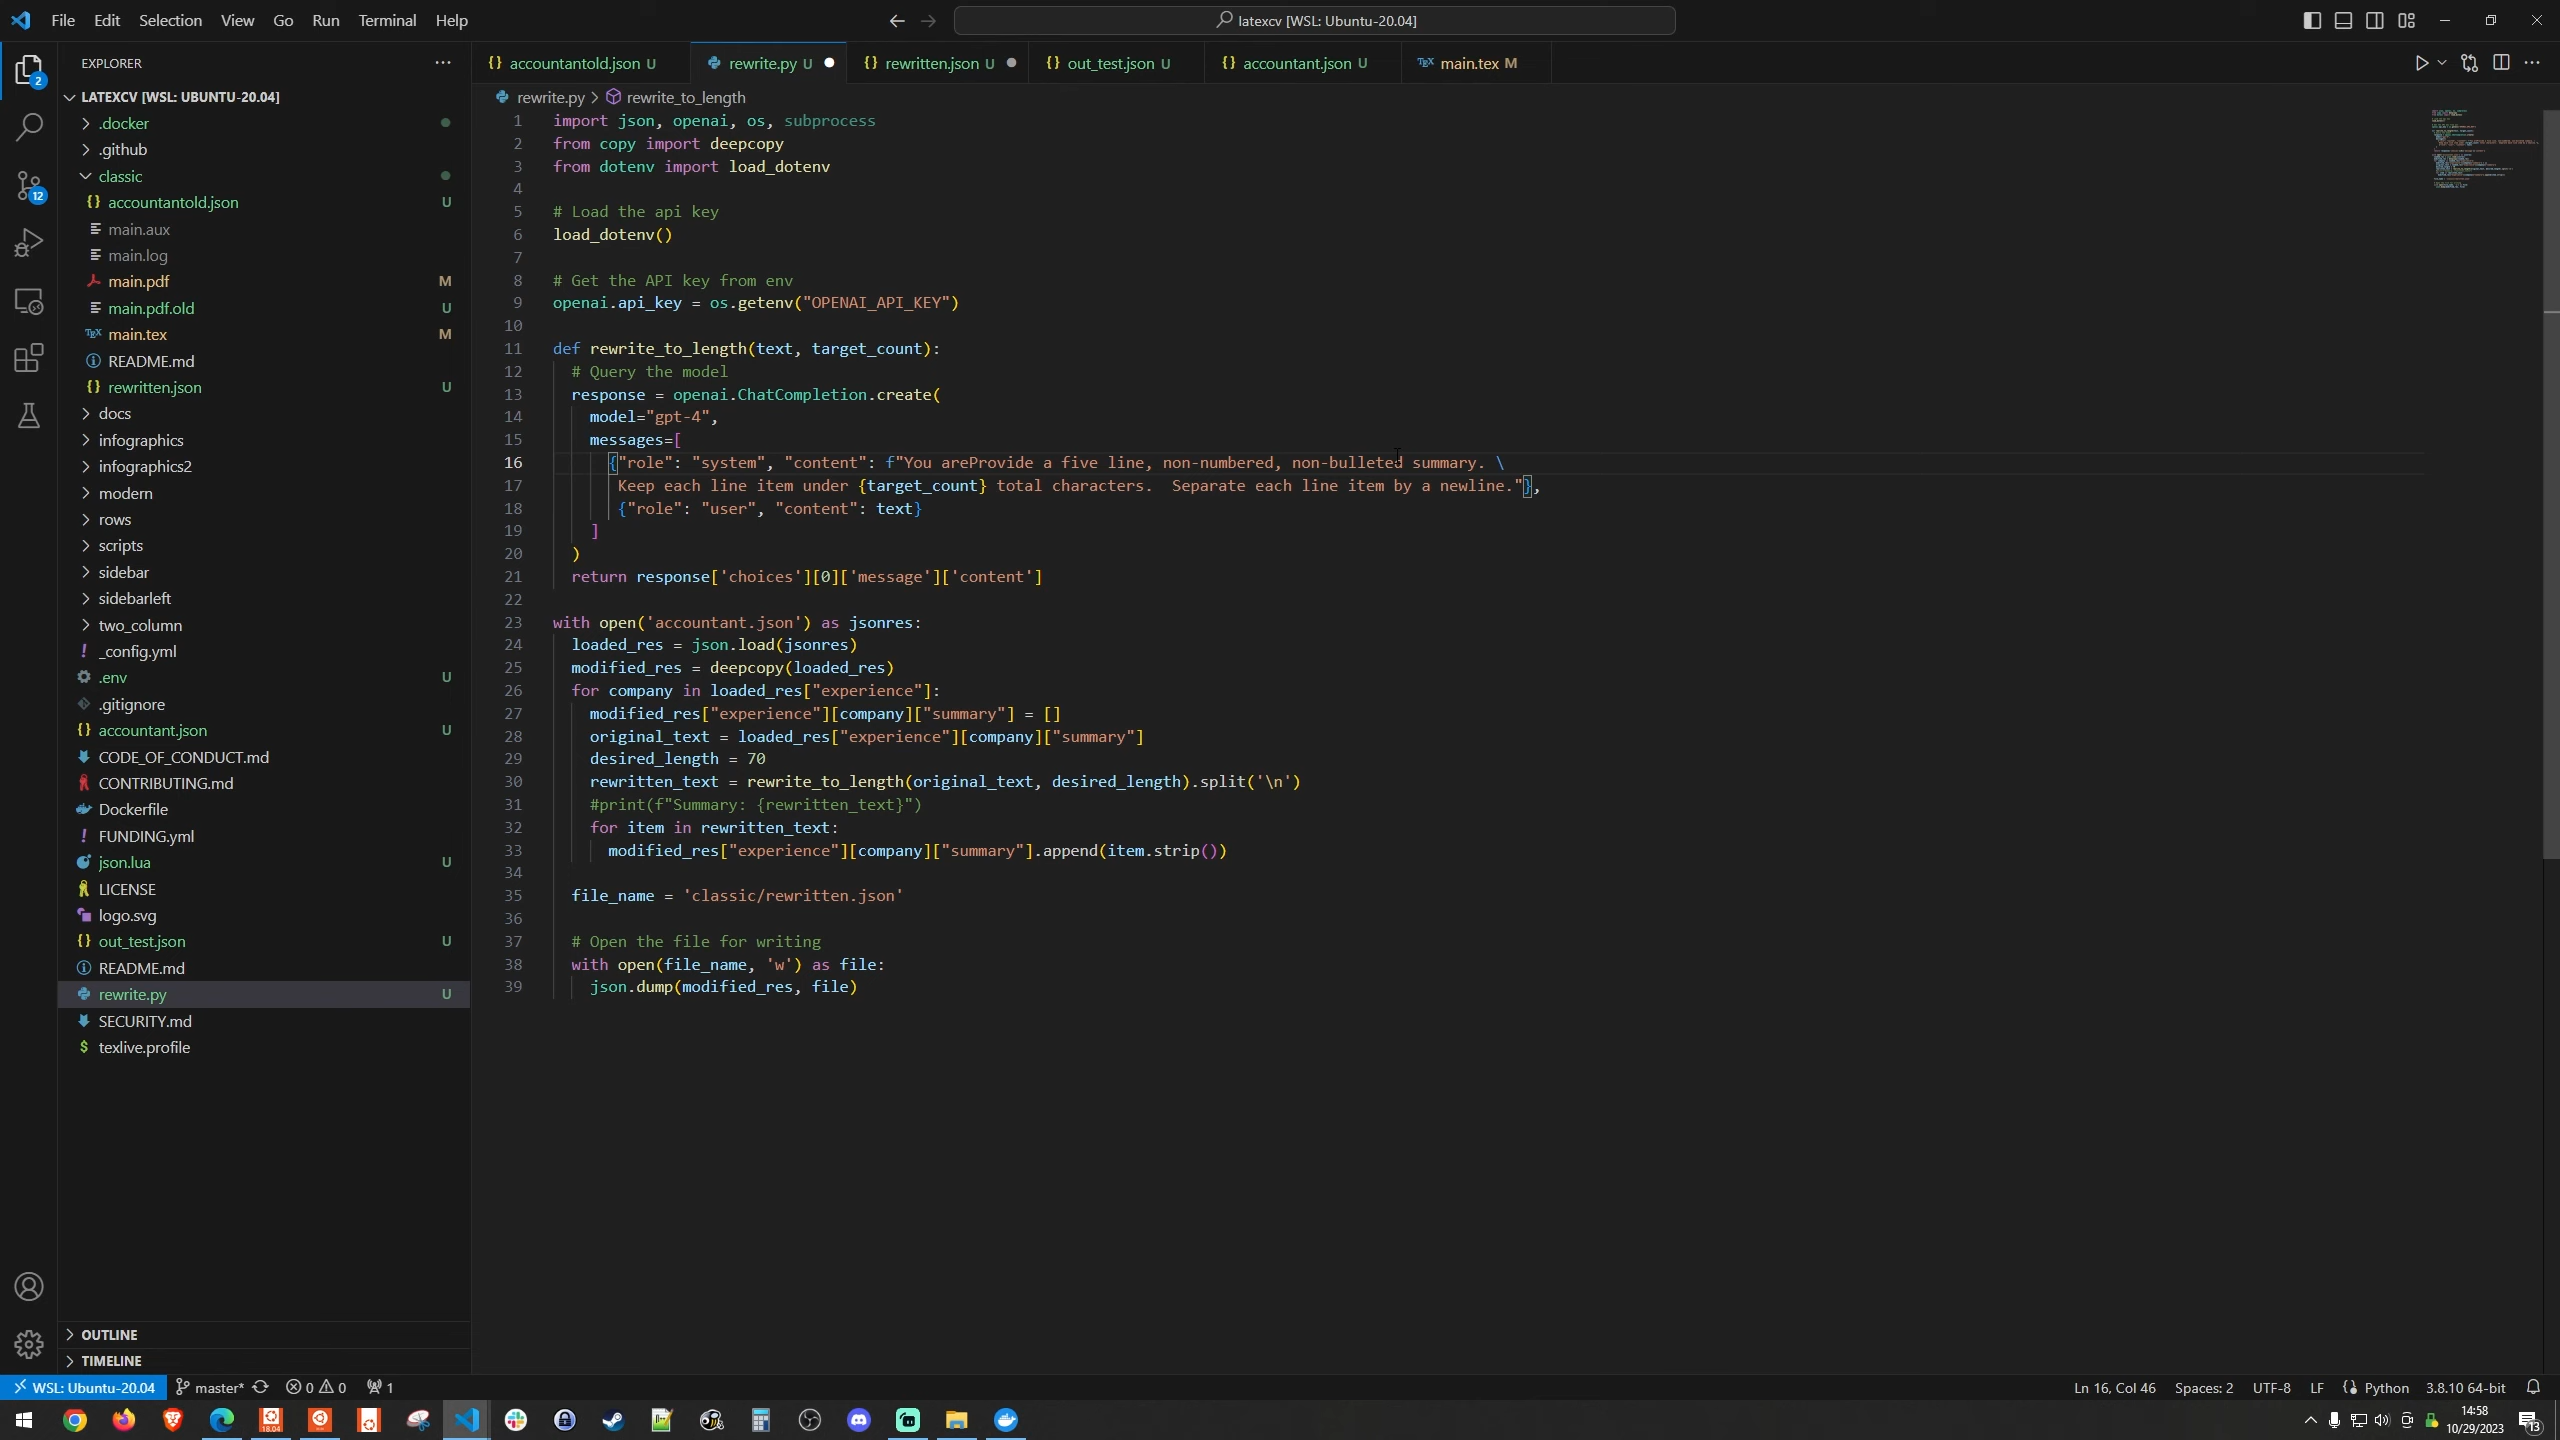 File Edit Selection View Go Run Terminal Help
latexcv [WSL: Ubuntu-20.04]
EXPLORER
accountantold.json U
rewrite.py U
rewritten.json U
out_test.json U
accountant.json U
main.tex M
LATEXCV [WSL: UBUNTU-20.04]
.docker
.github
classic
accountantold.json U
main.aux
main.log
main.pdf M
main.pdf.old U
main.tex M
README.md
rewritten.json U
docs
infographics
infographics2
modern
rows
scripts
sidebar
sidebarleft
two_column
_config.yml
.env U
.gitignore
accountant.json U
CODE_OF_CONDUCT.md
CONTRIBUTING.md
Dockerfile
FUNDING.yml
json.lua U
LICENSE
logo.svg
out_test.json U
README.md
rewrite.py U
SECURITY.md
texlive.profile
OUTLINE
TIMELINE
2
12
rewrite.py > rewrite_to_length
1 import json, openai, os, subprocess
2 from copy import deepcopy
3 from dotenv import load_dotenv
4
5 # Load the api key
6 load_dotenv()
7
8 # Get the API key from env
9 openai.api_key = os.getenv("OPENAI_API_KEY")
10
11 def rewrite_to_length(text, target_count):
12 # Query the model
13 response = openai.ChatCompletion.create(
14 model="gpt-4",
15 messages=[
16 {"role": "system", "content": f"You areProvide a five line, non-numbered, non-bulleted summary. \
17 Keep each line item under {target_count} total characters.  Separate each line item by a newline."},
18 {"role": "user", "content": text}
19 ]
20 )
21 return response['choices'][0]['message']['content']
22
23 with open('accountant.json') as jsonres:
24 loaded_res = json.load(jsonres)
25 modified_res = deepcopy(loaded_res)
26 for company in loaded_res["experience"]:
27 modified_res["experience"][company]["summary"] = []
28 original_text = loaded_res["experience"][company]["summary"]
29 desired_length = 70
30 rewritten_text = rewrite_to_length(original_text, desired_length).split('\n')
31 #print(f"Summary: {rewritten_text}")
32 for item in rewritten_text:
33 modified_res["experience"][company]["summary"].append(item.strip())
34
35 file_name = 'classic/rewritten.json'
36
37 # Open the file for writing
38 with open(file_name, 'w') as file:
39 json.dump(modified_res, file)
WSL: Ubuntu-20.04 master* 0 0 1
Ln 16, Col 46 Spaces: 2 UTF-8 LF Python 3.8.10 64-bit
18.04
14:58
10/29/2023
13